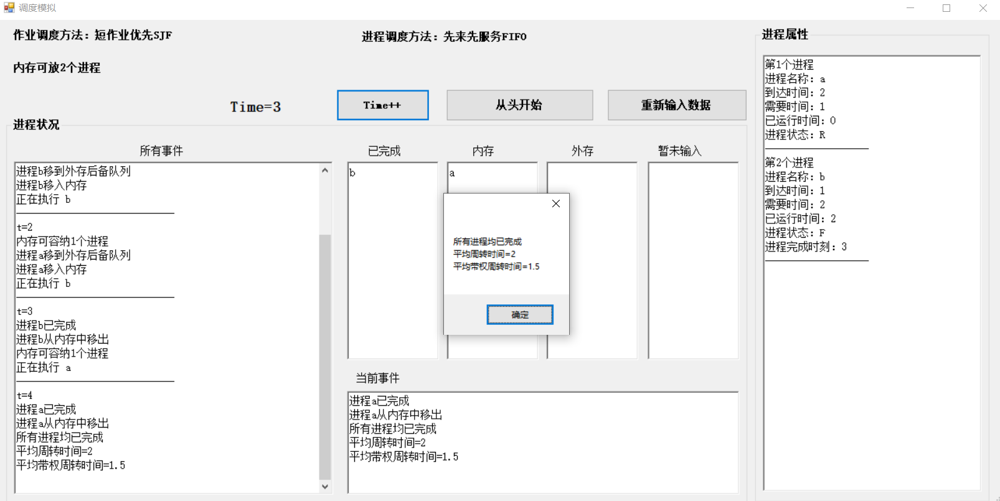 调度模拟
作业调度方法：短作业优先SJF
进程调度方法：先来先服务FIFO
内存可放2个进程
Time=3
Time++
从头开始
重新输入数据
进程状况
所有事件
进程b移到外存后备队列
进程b移入内存
正在执行 b
t=2
内存可容纳1个进程
进程a移到外存后备队列
进程a移入内存
正在执行 b
t=3
进程b已完成
进程b从内存中移出
内存可容纳1个进程
正在执行 a
t=4
进程a已完成
进程a从内存中移出
所有进程均已完成
平均周转时间=2
平均带权周转时间=1.5
已完成
b
内存
a
外存
暂未输入
所有进程均已完成
平均周转时间=2
平均带权周转时间=1.5
确定
当前事件
进程a已完成
进程a从内存中移出
所有进程均已完成
平均周转时间=2
平均带权周转时间=1.5
进程属性
第1个进程
进程名称：a
到达时间：2
需要时间：1
已运行时间：0
进程状态：R
第2个进程
进程名称：b
到达时间：1
需要时间：2
已运行时间：2
进程状态：F
进程完成时刻：3